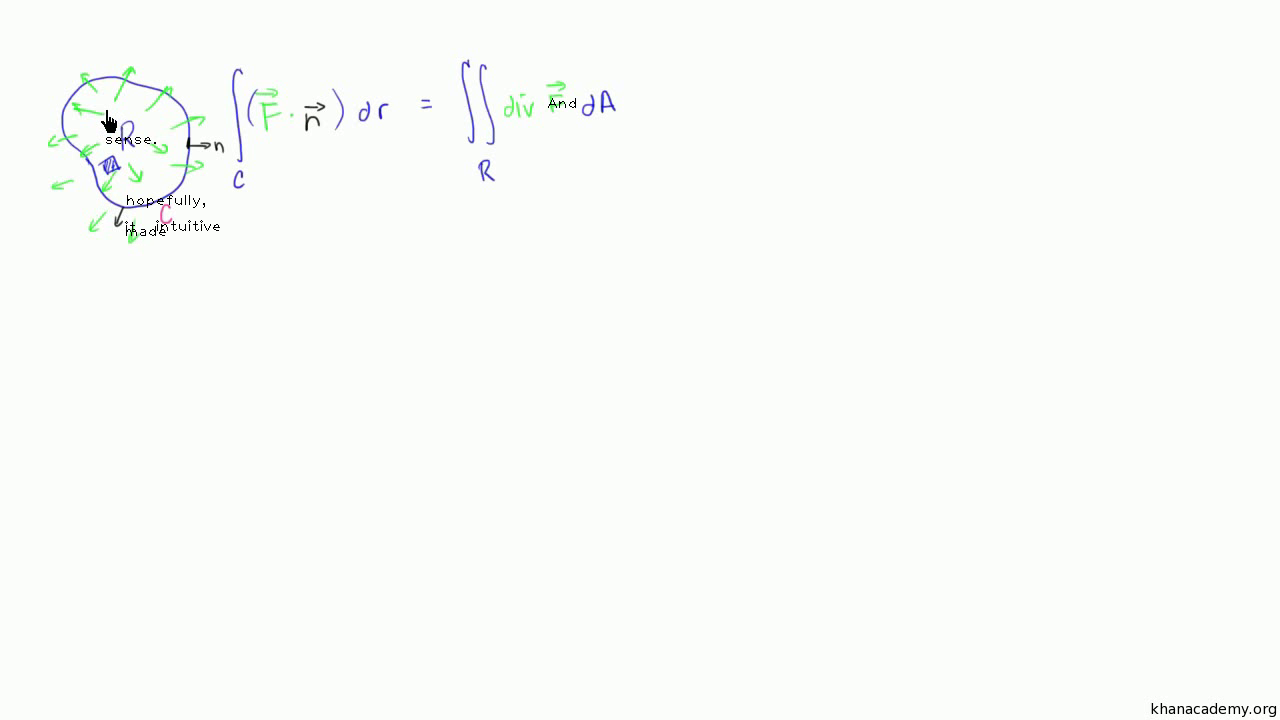 ∫ ( F⃗ · n⃗ ) dr = ∬ div F⃗ dA
C R
And
R
sense.
n
hopefully,
C
it intuitive
made
khanacademy.org